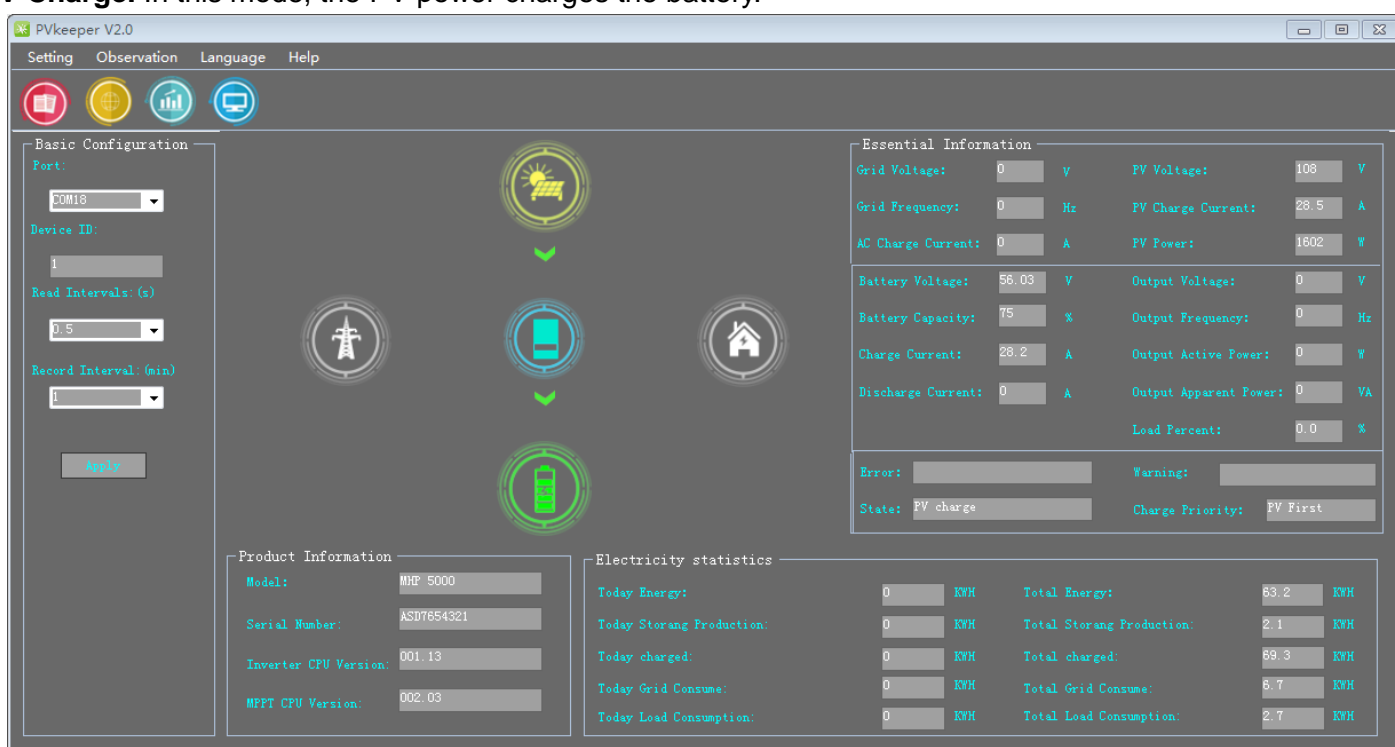 Charge: In this mode, the PV power charges the battery.
PVkeeper V2.0
Setting Observation Language Help
Basic Configuration
Port:
COM18
Device ID:
1
Read Intervals:(s)
0.5
Record Interval:(min)
1
Apply
Essential Information
Grid Voltage: 0 V PV Voltage: 108 V
Grid Frequency: 0 Hz PV Charge Current: 28.5 A
AC Charge Current: 0 A PV Power: 1602 W
Battery Voltage: 56.03 V Output Voltage: 0 V
Battery Capacity: 75 % Output Frequency: 0 Hz
Charge Current: 28.2 A Output Active Power: 0 W
Discharge Current: 0 A Output Apparent Power: 0 VA
Load Percent: 0.0 %
Error: Warning:
State: PV charge Charge Priority: PV First
Product Information
Model: MHP 5000
Serial Number: ASD7654321
Inverter CPU Version: 001.13
MPPT CPU Version: 002.03
Electricity statistics
Today Energy: 0 KWH Total Energy: 63.2 KWH
Today Storang Production: 0 KWH Total Storang Production: 2.1 KWH
Today charged: 0 KWH Total charged: 69.3 KWH
Today Grid Consume: 0 KWH Total Grid Consume: 6.7 KWH
Today Load Consumption: 0 KWH Total Load Consumption: 2.7 KWH